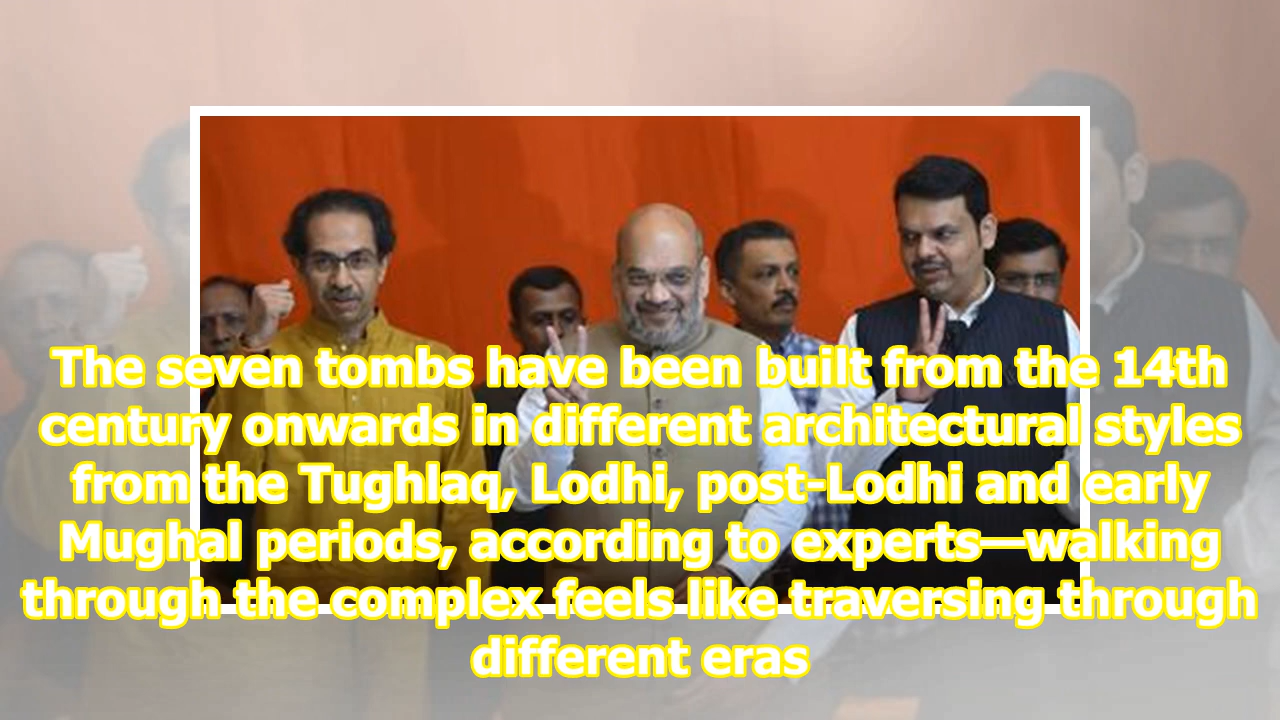 The seven tombs have been built from the 14th
century onwards in different architectural styles
from the Tughlaq, Lodhi, post-Lodhi and early
Mughal periods, according to experts—walking
through the complex feels like traversing through
different eras